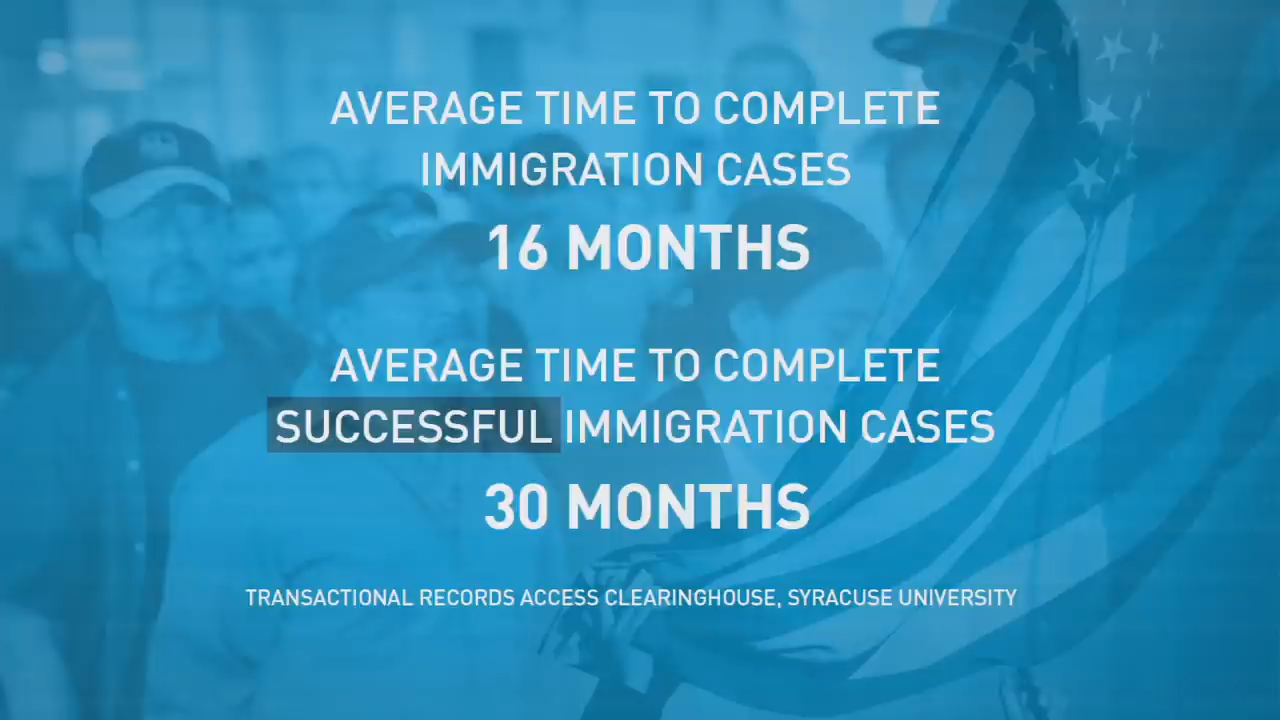 AVERAGE TIME TO COMPLETE
IMMIGRATION CASES
16 MONTHS
AVERAGE TIME TO COMPLETE
SUCCESSFUL IMMIGRATION CASES
30 MONTHS
TRANSACTIONAL RECORDS ACCESS CLEARINGHOUSE, SYRACUSE UNIVERSITY